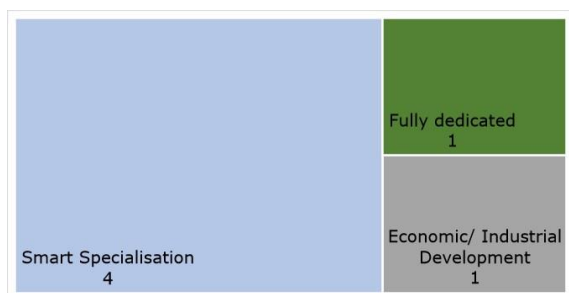 Fully dedicated
1
Smart Specialisation
4
Economic/ Industrial
Development
1